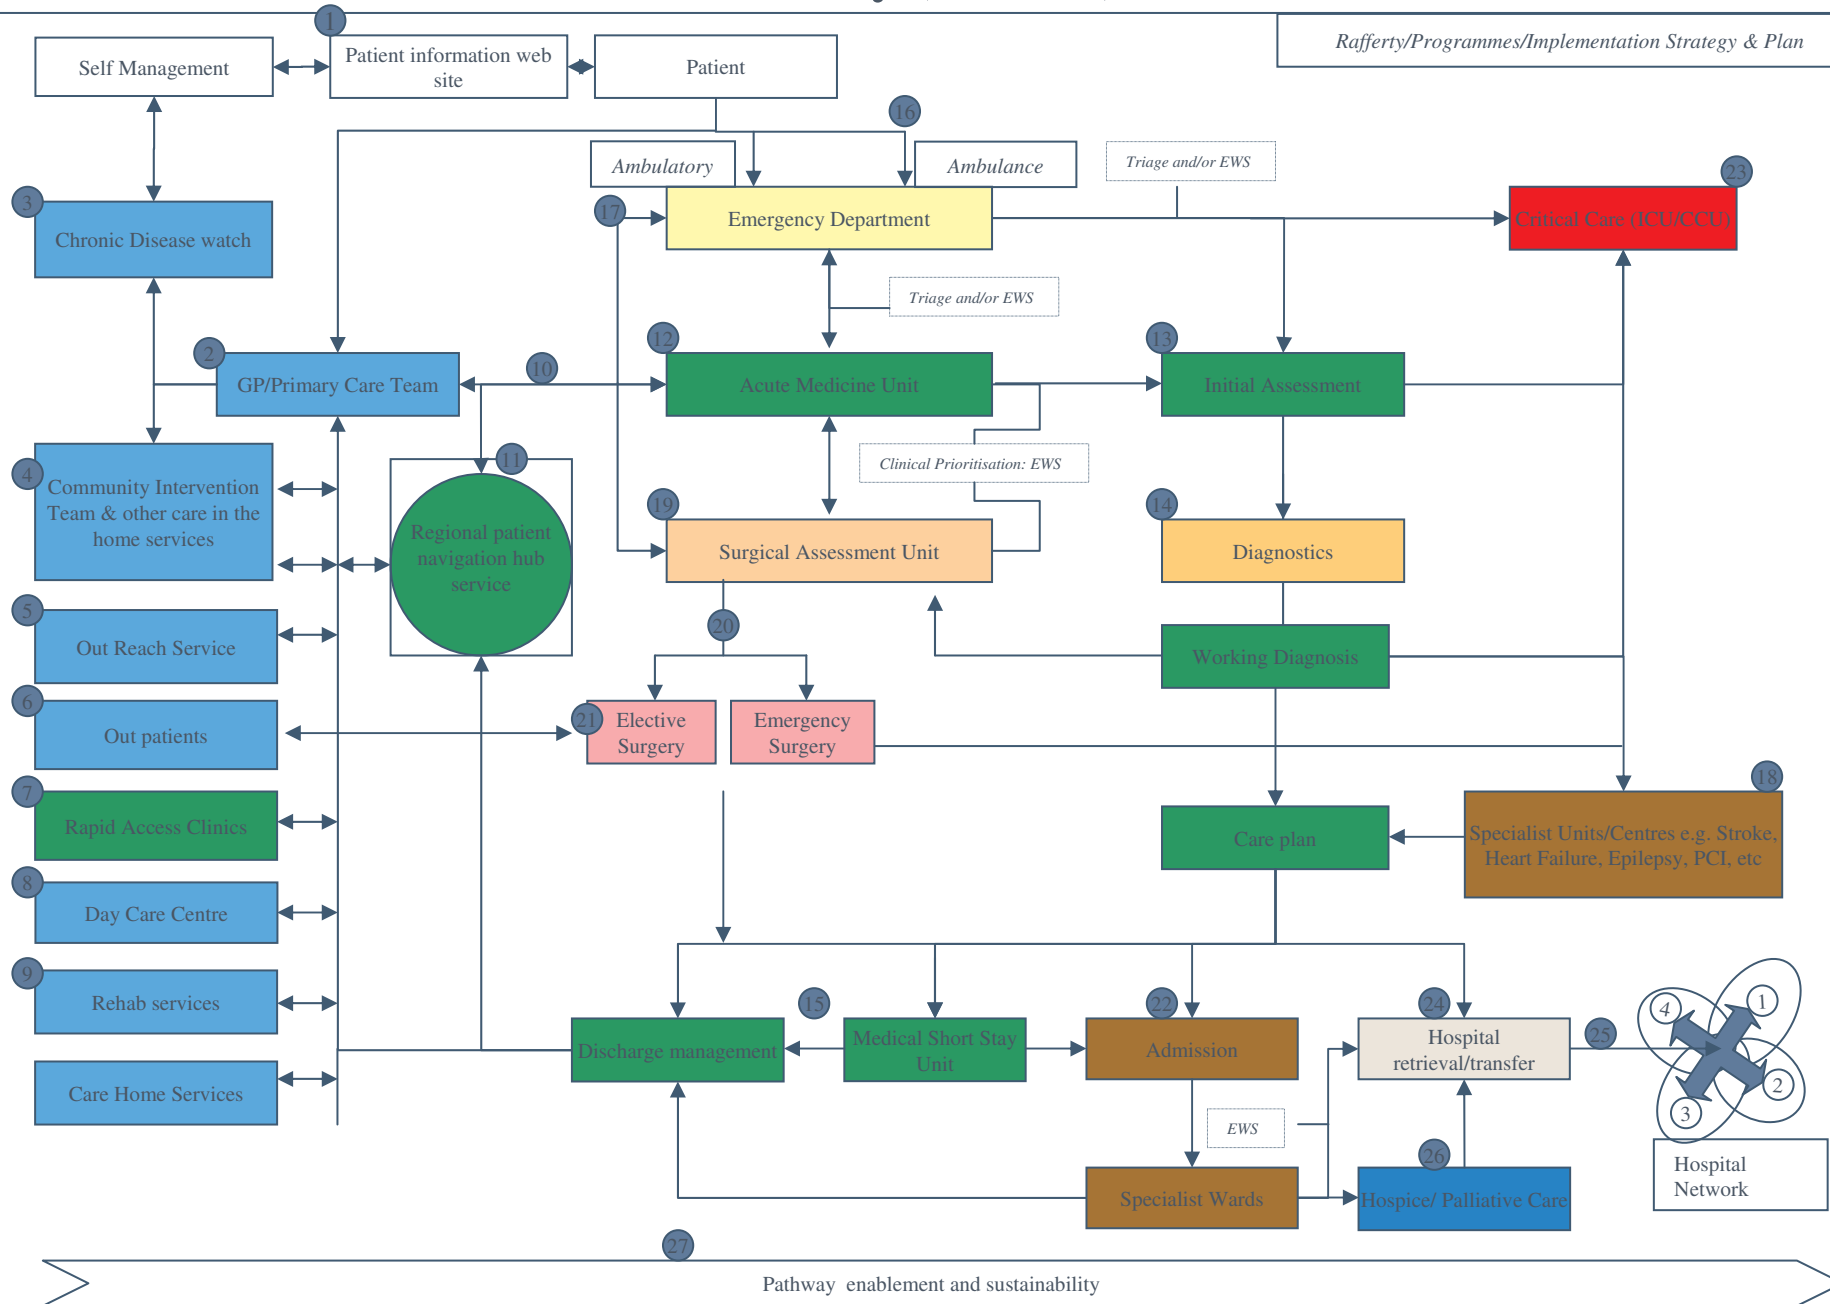 Rafferty/Programmes/Implementation Strategy & Plan
1
Self Management
Patient information web
site
Patient
16
Ambulatory
Ambulance
Triage and/or EWS
23
3
17
Chronic Disease watch
Emergency Department
Critical Care (ICU/CCU)
Triage and/or EWS
2
10
12
13
GP/Primary Care Team
Acute Medicine Unit
Initial Assessment
4
Community Intervention
Team & other care in the
home services
11
Regional patient
navigation hub
service
Clinical Prioritisation: EWS
19
14
Surgical Assessment Unit
Diagnostics
5
Out Reach Service
20
Working Diagnosis
6
Out patients
21
Elective
Surgery
Emergency
Surgery
7
Rapid Access Clinics
18
Care plan
Specialist Units/Centres e.g. Stroke,
Heart Failure, Epilepsy, PCI, etc
8
Day Care Centre
9
Rehab services
15
22
24
25
Discharge management
Medical Short Stay
Unit
Admission
Hospital
retrieval/transfer
4
1
2
3
Care Home Services
EWS
26
Hospital
Network
Specialist Wards
Hospice/ Palliative Care
27
Pathway enablement and sustainability